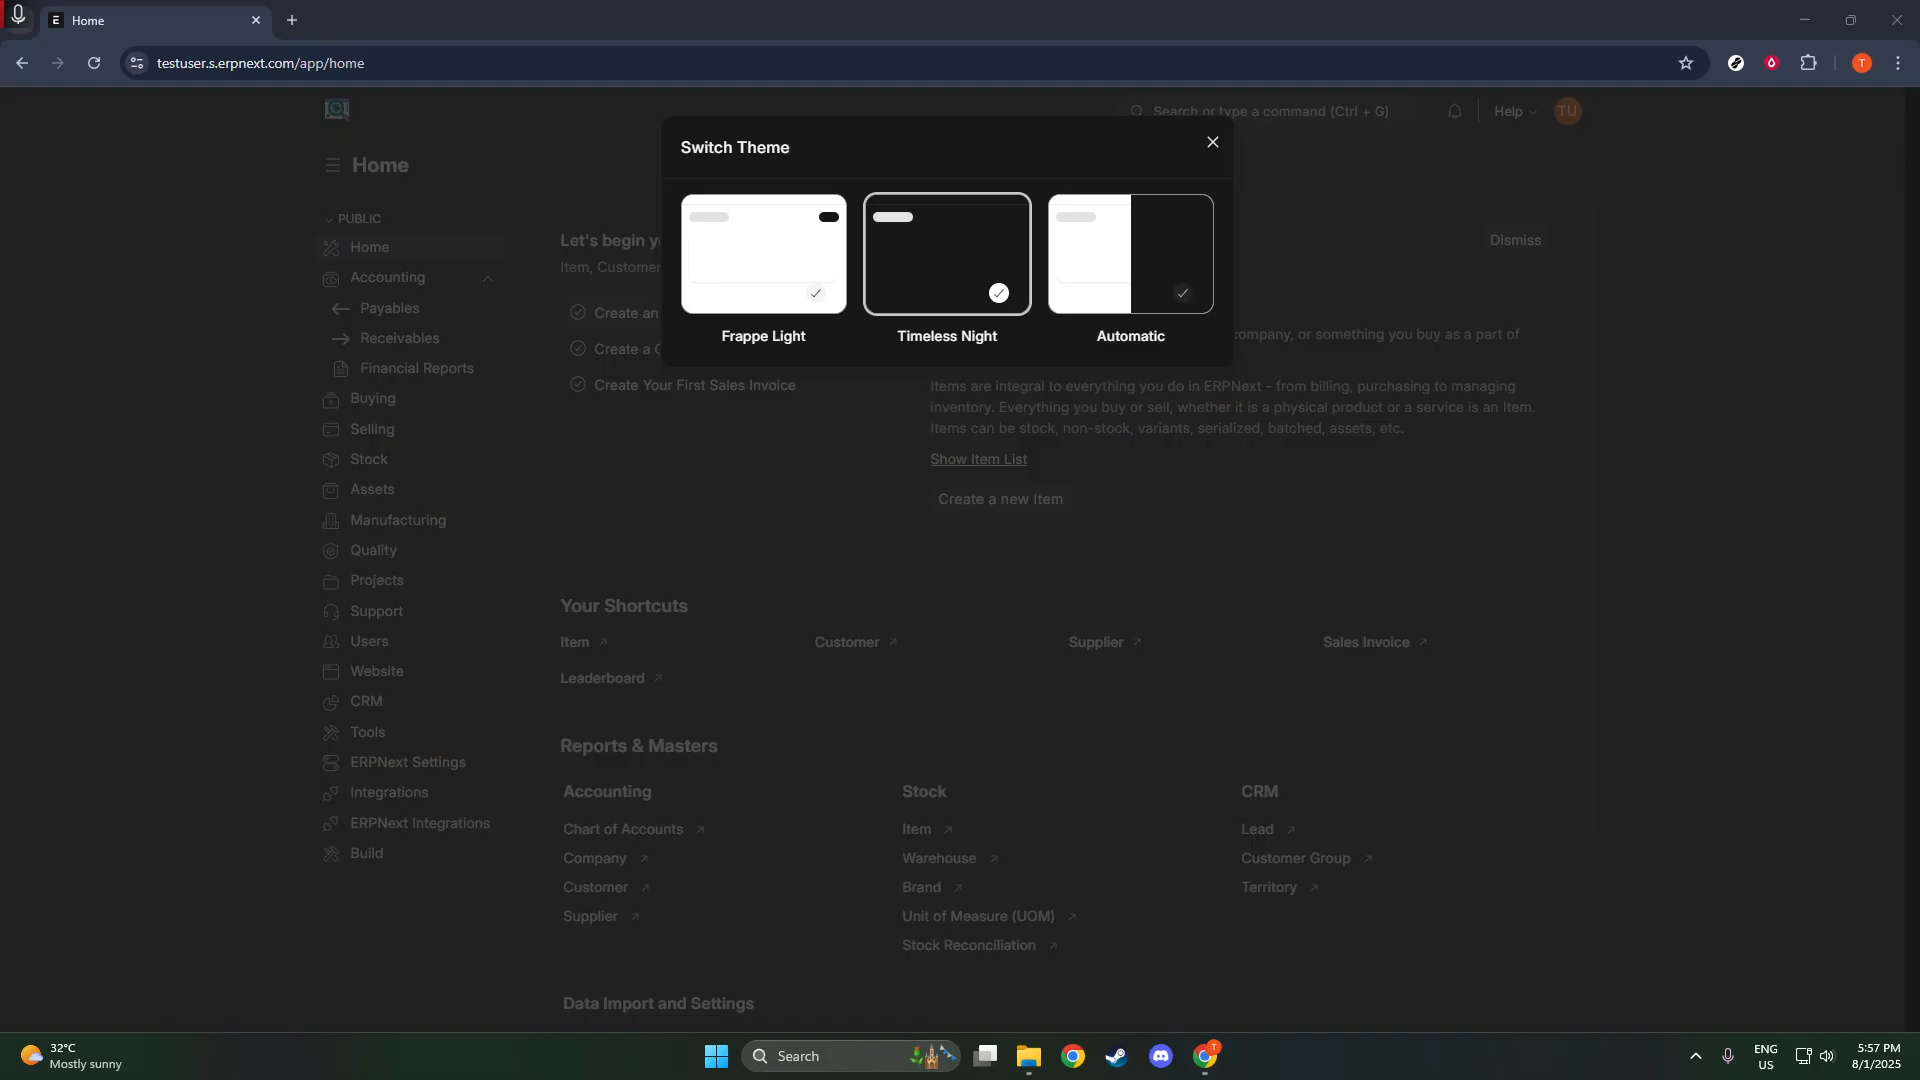 Home
testuser.s.erpnext.com/app/home
T
Search or type a command (Ctrl + G)
Help
TU
Switch Theme
Home
PUBLIC
Home
Accounting
Payables
Receivables
Financial Reports
Buying
Selling
Stock
Assets
Manufacturing
Quality
Projects
Support
Users
Website
CRM
Tools
ERPNext Settings
Integrations
ERPNext Integrations
Build
Frappe Light
Timeless Night
Automatic
Let's begin
Dismiss
Item, Custome
Create an
Create a
Create Your First Sales Invoice
company, or something you buy as a part of
Items are integral to everything you do in ERPNext - from billing, purchasing to managing
inventory. Everything you buy or sell, whether it is a physical product or a service is an Item.
Items can be stock, non-stock, variants, serialized, batched, assets, etc.
Show Item List
Create a new Item
Your Shortcuts
Item
Customer
Supplier
Sales Invoice
Leaderboard
Reports & Masters
Accounting
Chart of Accounts
Company
Customer
Supplier
Stock
Item
Warehouse
Brand
Unit of Measure (UOM)
Stock Reconciliation
CRM
Lead
Customer Group
Territory
Data Import and Settings
32°C
Mostly sunny
Search
T
ENG
US
5:57 PM
8/1/2025